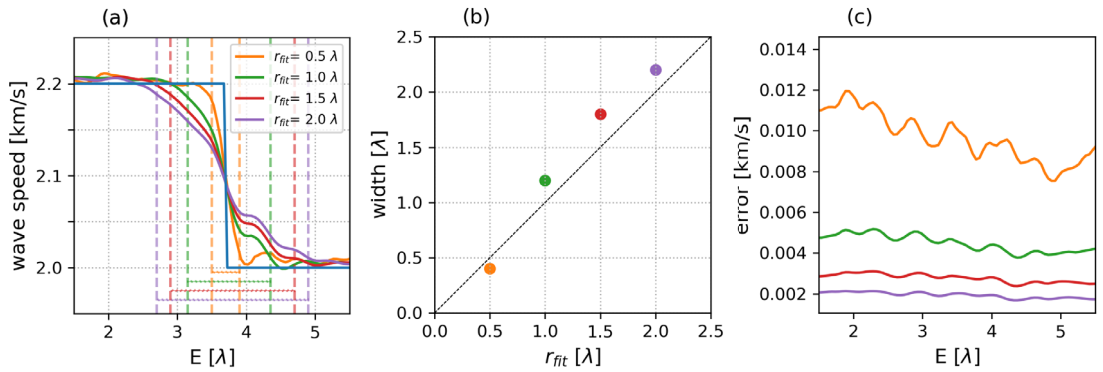 (a)
wave speed [km/s]
2.2
2.1
2.0
2
3
4
5
E [λ]
r_fit= 0.5 λ
r_fit= 1.0 λ
r_fit= 1.5 λ
r_fit= 2.0 λ
(b)
width [λ]
2.5
2.0
1.5
1.0
0.5
0.0
0.0
0.5
1.0
1.5
2.0
2.5
r_fit [λ]
(c)
error [km/s]
0.014
0.012
0.010
0.008
0.006
0.004
0.002
2
3
4
5
E [λ]